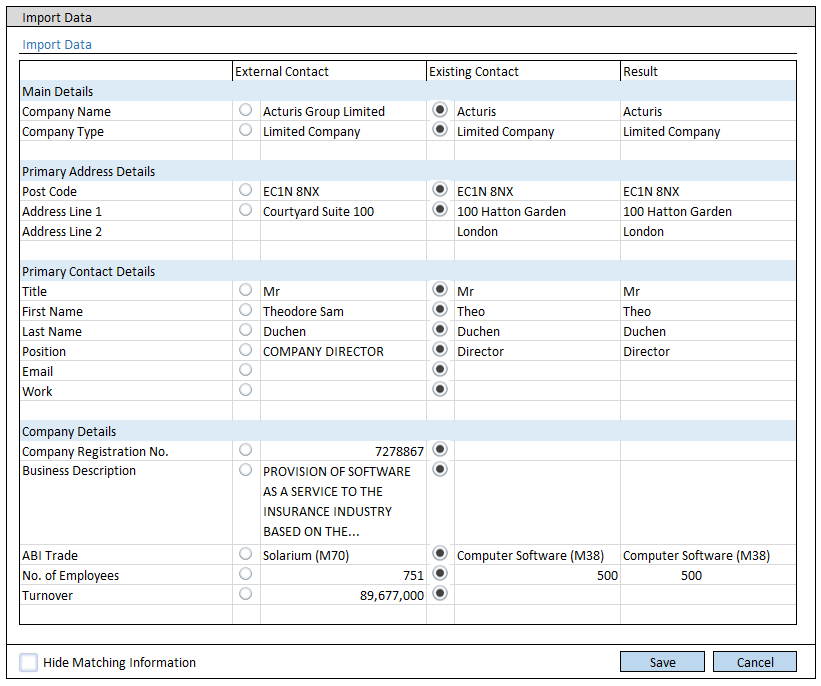 Import Data
Import Data
External Contact Existing Contact Result
Main Details
Company Name Acturis Group Limited Acturis Acturis
Company Type Limited Company Limited Company Limited Company
Primary Address Details
Post Code EC1N 8NX EC1N 8NX EC1N 8NX
Address Line 1 Courtyard Suite 100 100 Hatton Garden 100 Hatton Garden
Address Line 2 London London
Primary Contact Details
Title Mr Mr Mr
First Name Theodore Sam Theo Theo
Last Name Duchen Duchen Duchen
Position COMPANY DIRECTOR Director Director
Email
Work
Company Details
Company Registration No. 7278867
Business Description PROVISION OF SOFTWARE
AS A SERVICE TO THE
INSURANCE INDUSTRY
BASED ON THE...
ABI Trade Solarium (M70) Computer Software (M38) Computer Software (M38)
No. of Employees 751 500 500
Turnover 89,677,000
Hide Matching Information Save Cancel